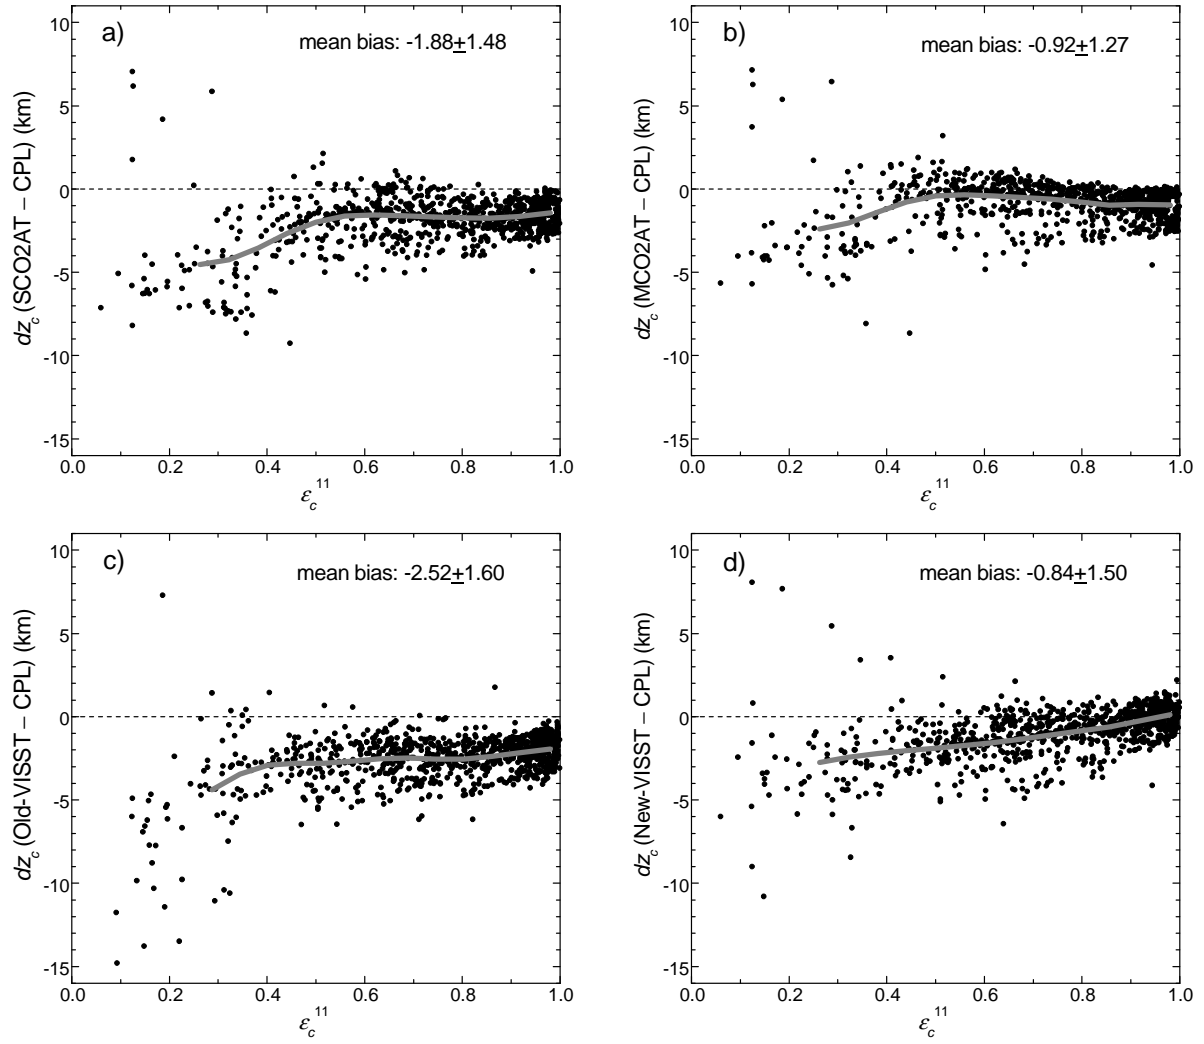 a)
mean bias: -1.88±1.48
10
5
0
-5
-10
-15
dz_c (SCO2AT – CPL) (km)
0.0 0.2 0.4 0.6 0.8 1.0
ε_c^11
b)
mean bias: -0.92±1.27
10
5
0
-5
-10
-15
dz_c (MCO2AT – CPL) (km)
0.0 0.2 0.4 0.6 0.8 1.0
ε_c^11
c)
mean bias: -2.52±1.60
10
5
0
-5
-10
-15
dz_c (Old-VISST – CPL) (km)
0.0 0.2 0.4 0.6 0.8 1.0
ε_c^11
d)
mean bias: -0.84±1.50
10
5
0
-5
-10
-15
dz_c (New-VISST – CPL) (km)
0.0 0.2 0.4 0.6 0.8 1.0
ε_c^11